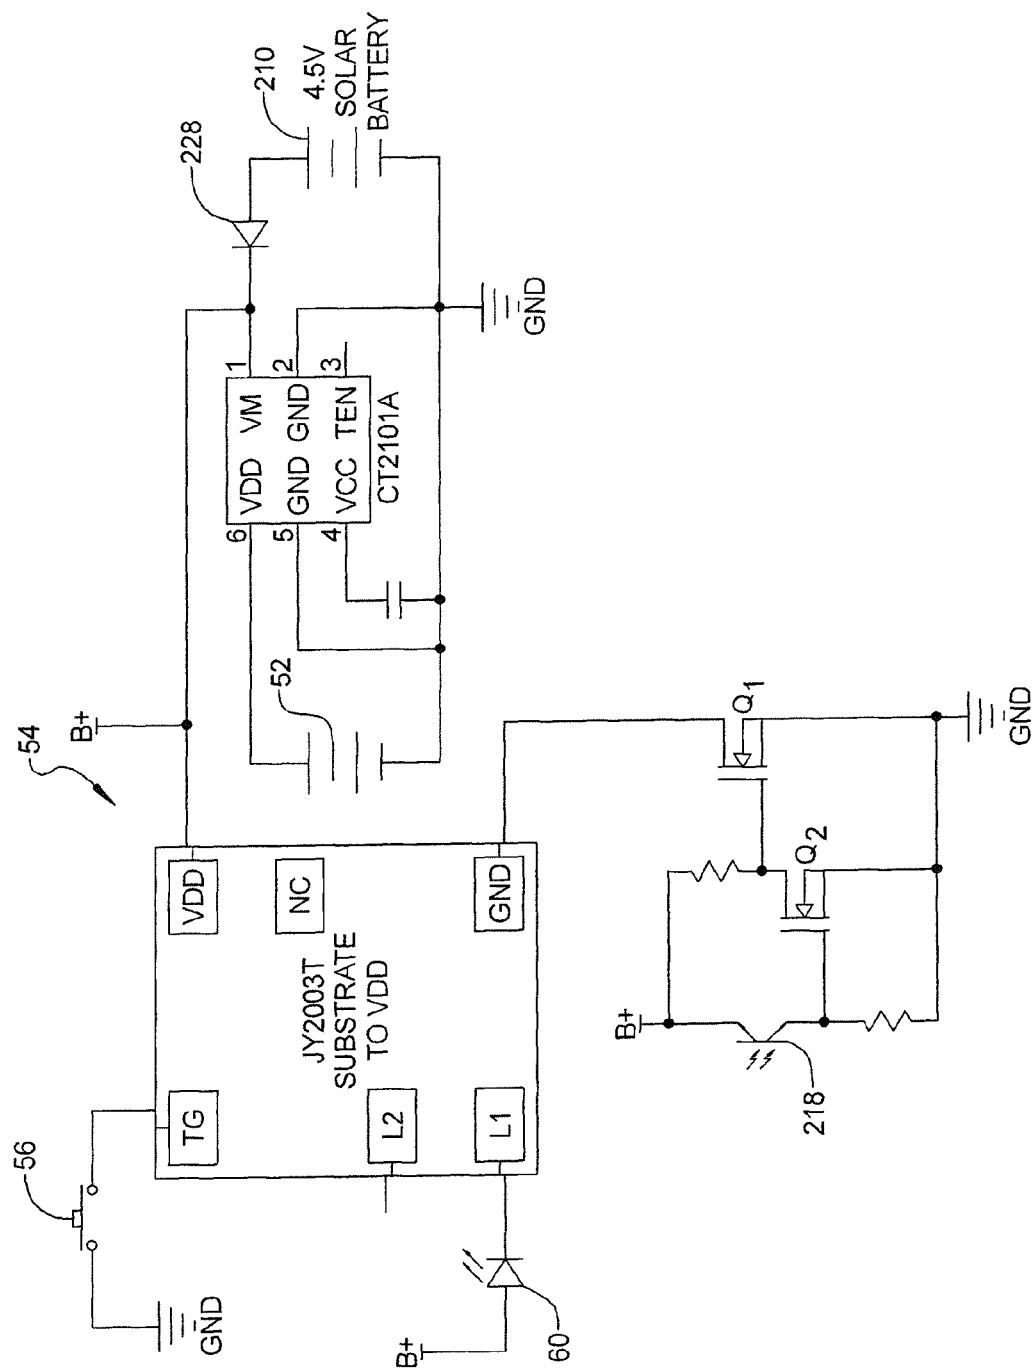 54
56
GND
TG
B+
VDD
JY2003T
SUBSTRATE
TO VDD
NC
L2
L1
GND
B+
60
52
6 VDD VM 1
5 GND GND 2
4 VCC TEN 3
CT2101A
228
210
4.5V
SOLAR
BATTERY
GND
B+
218
Q2
Q1
GND